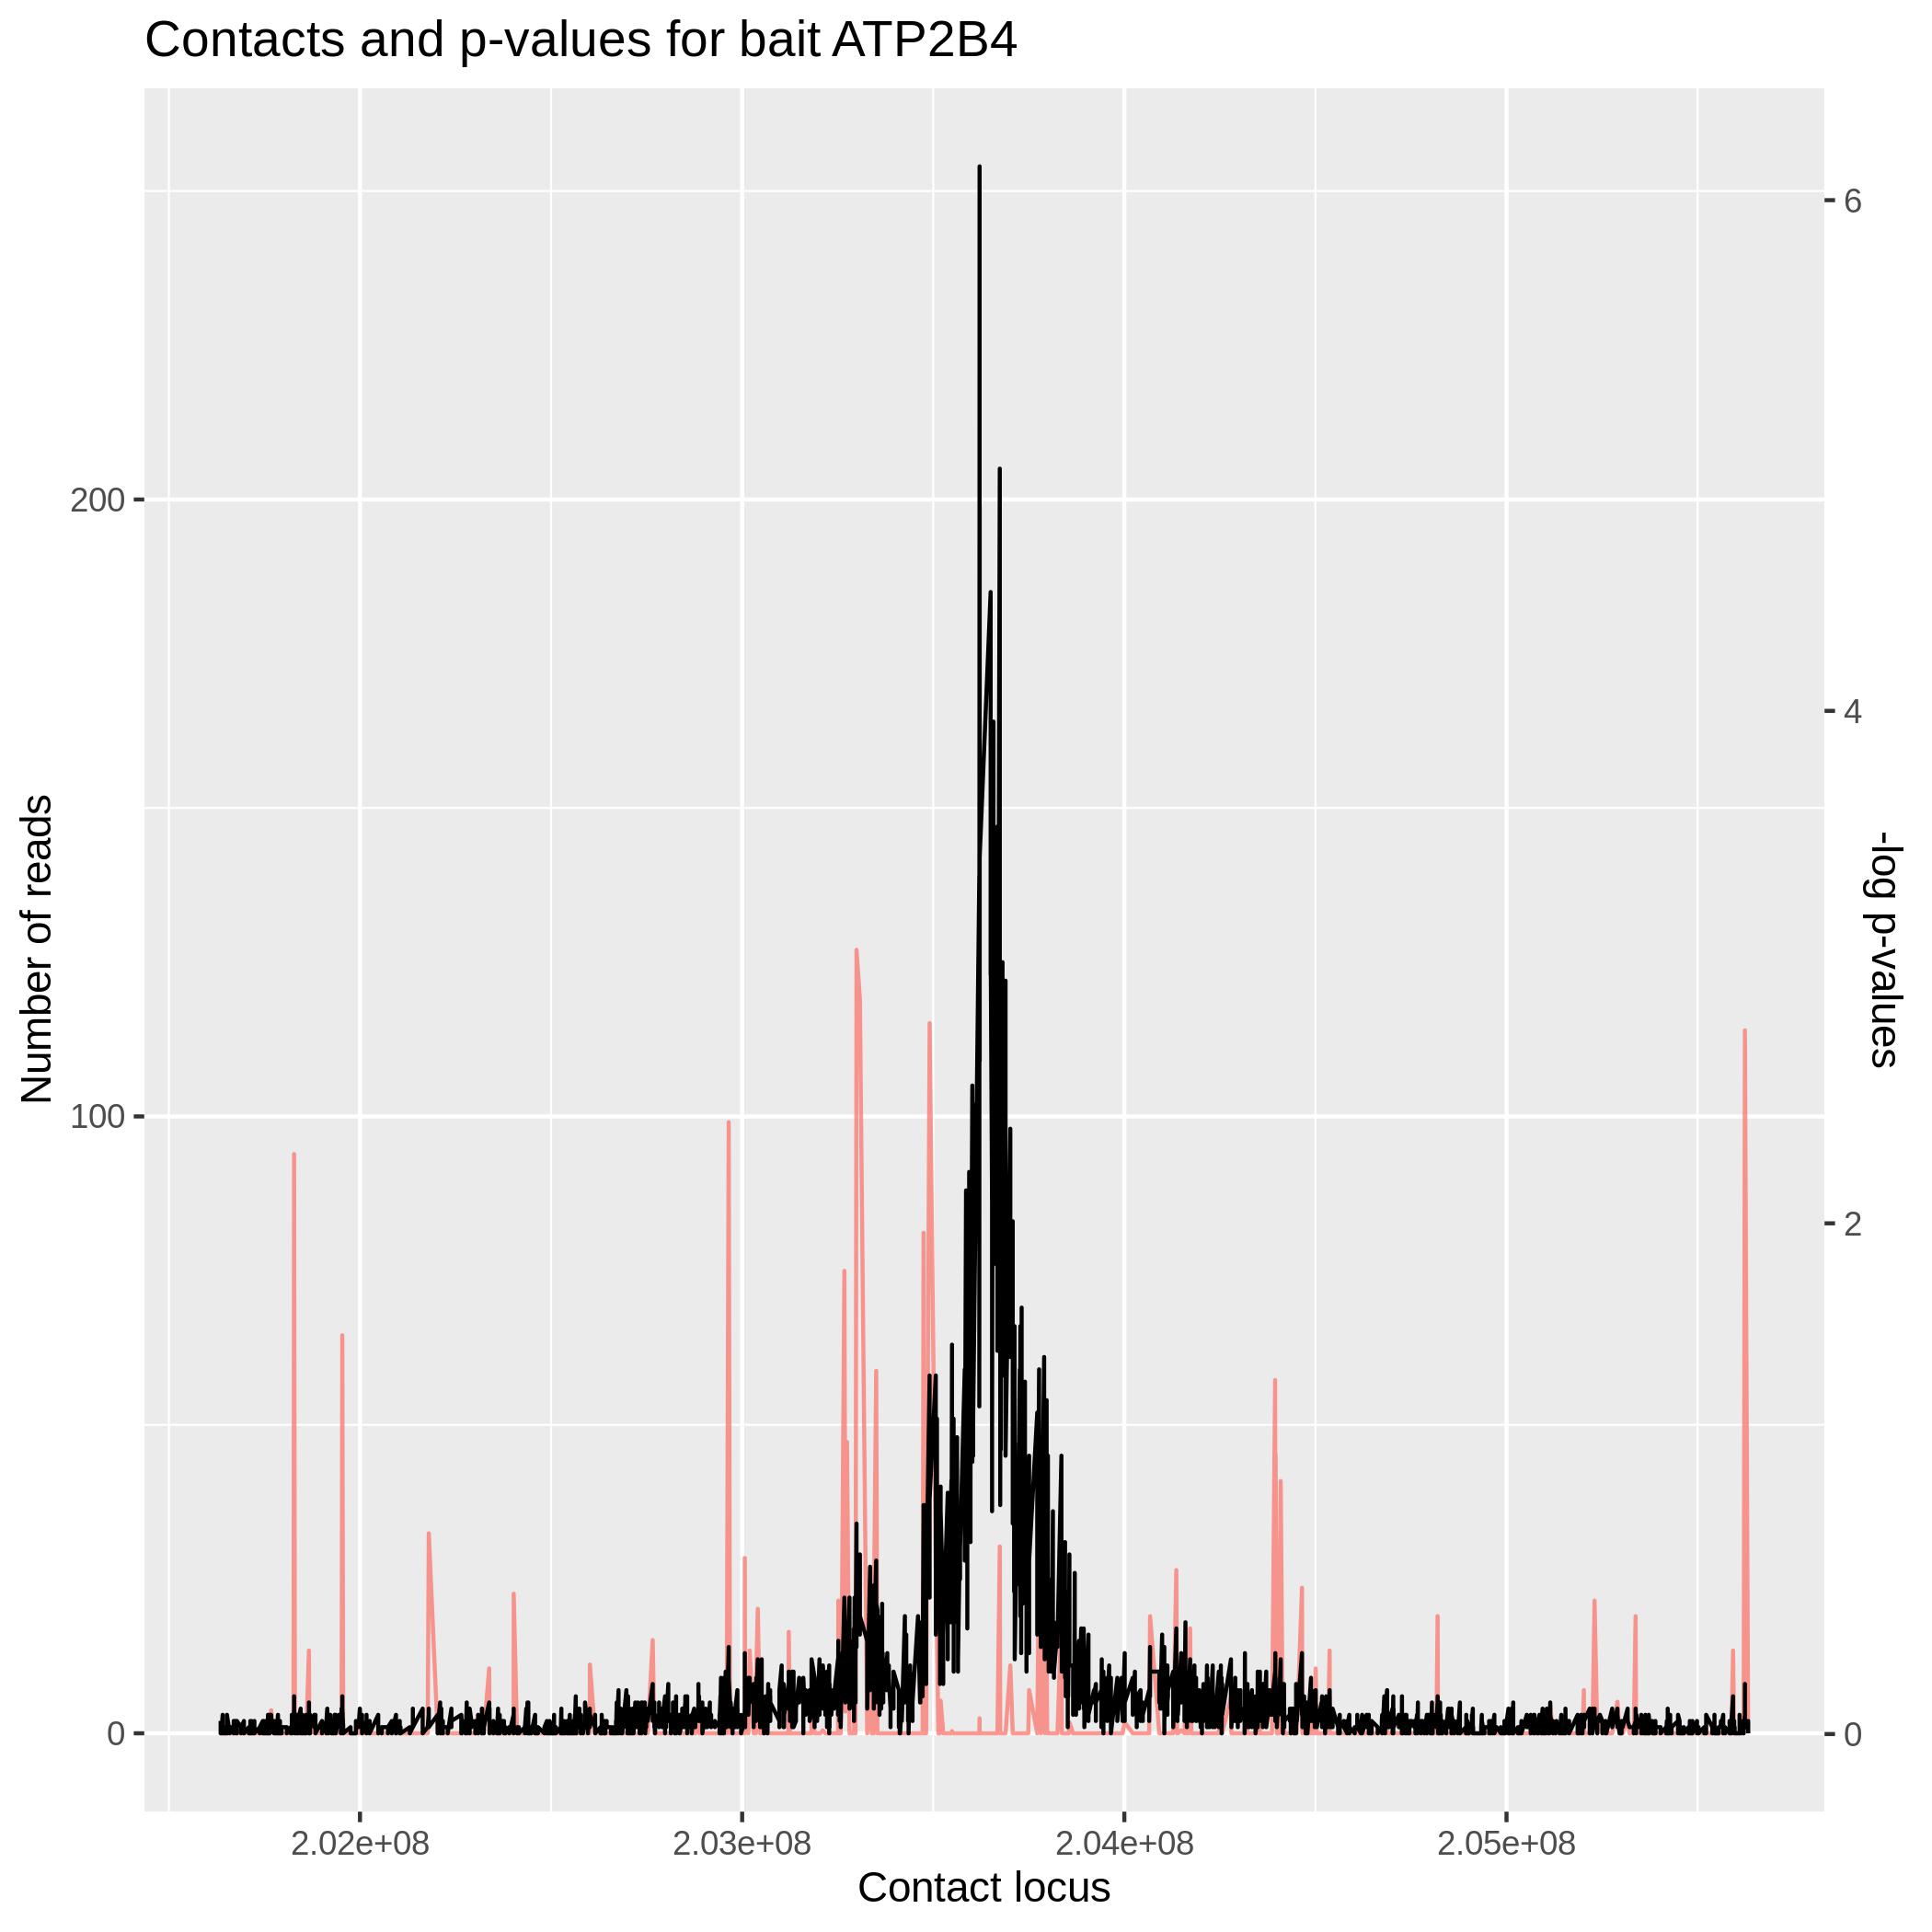 Contacts and p-values for bait ATP2B4
Number of reads
200
100
0
6
4
2
0
-log p-values
2.02e+08
2.03e+08
2.04e+08
2.05e+08
Contact locus